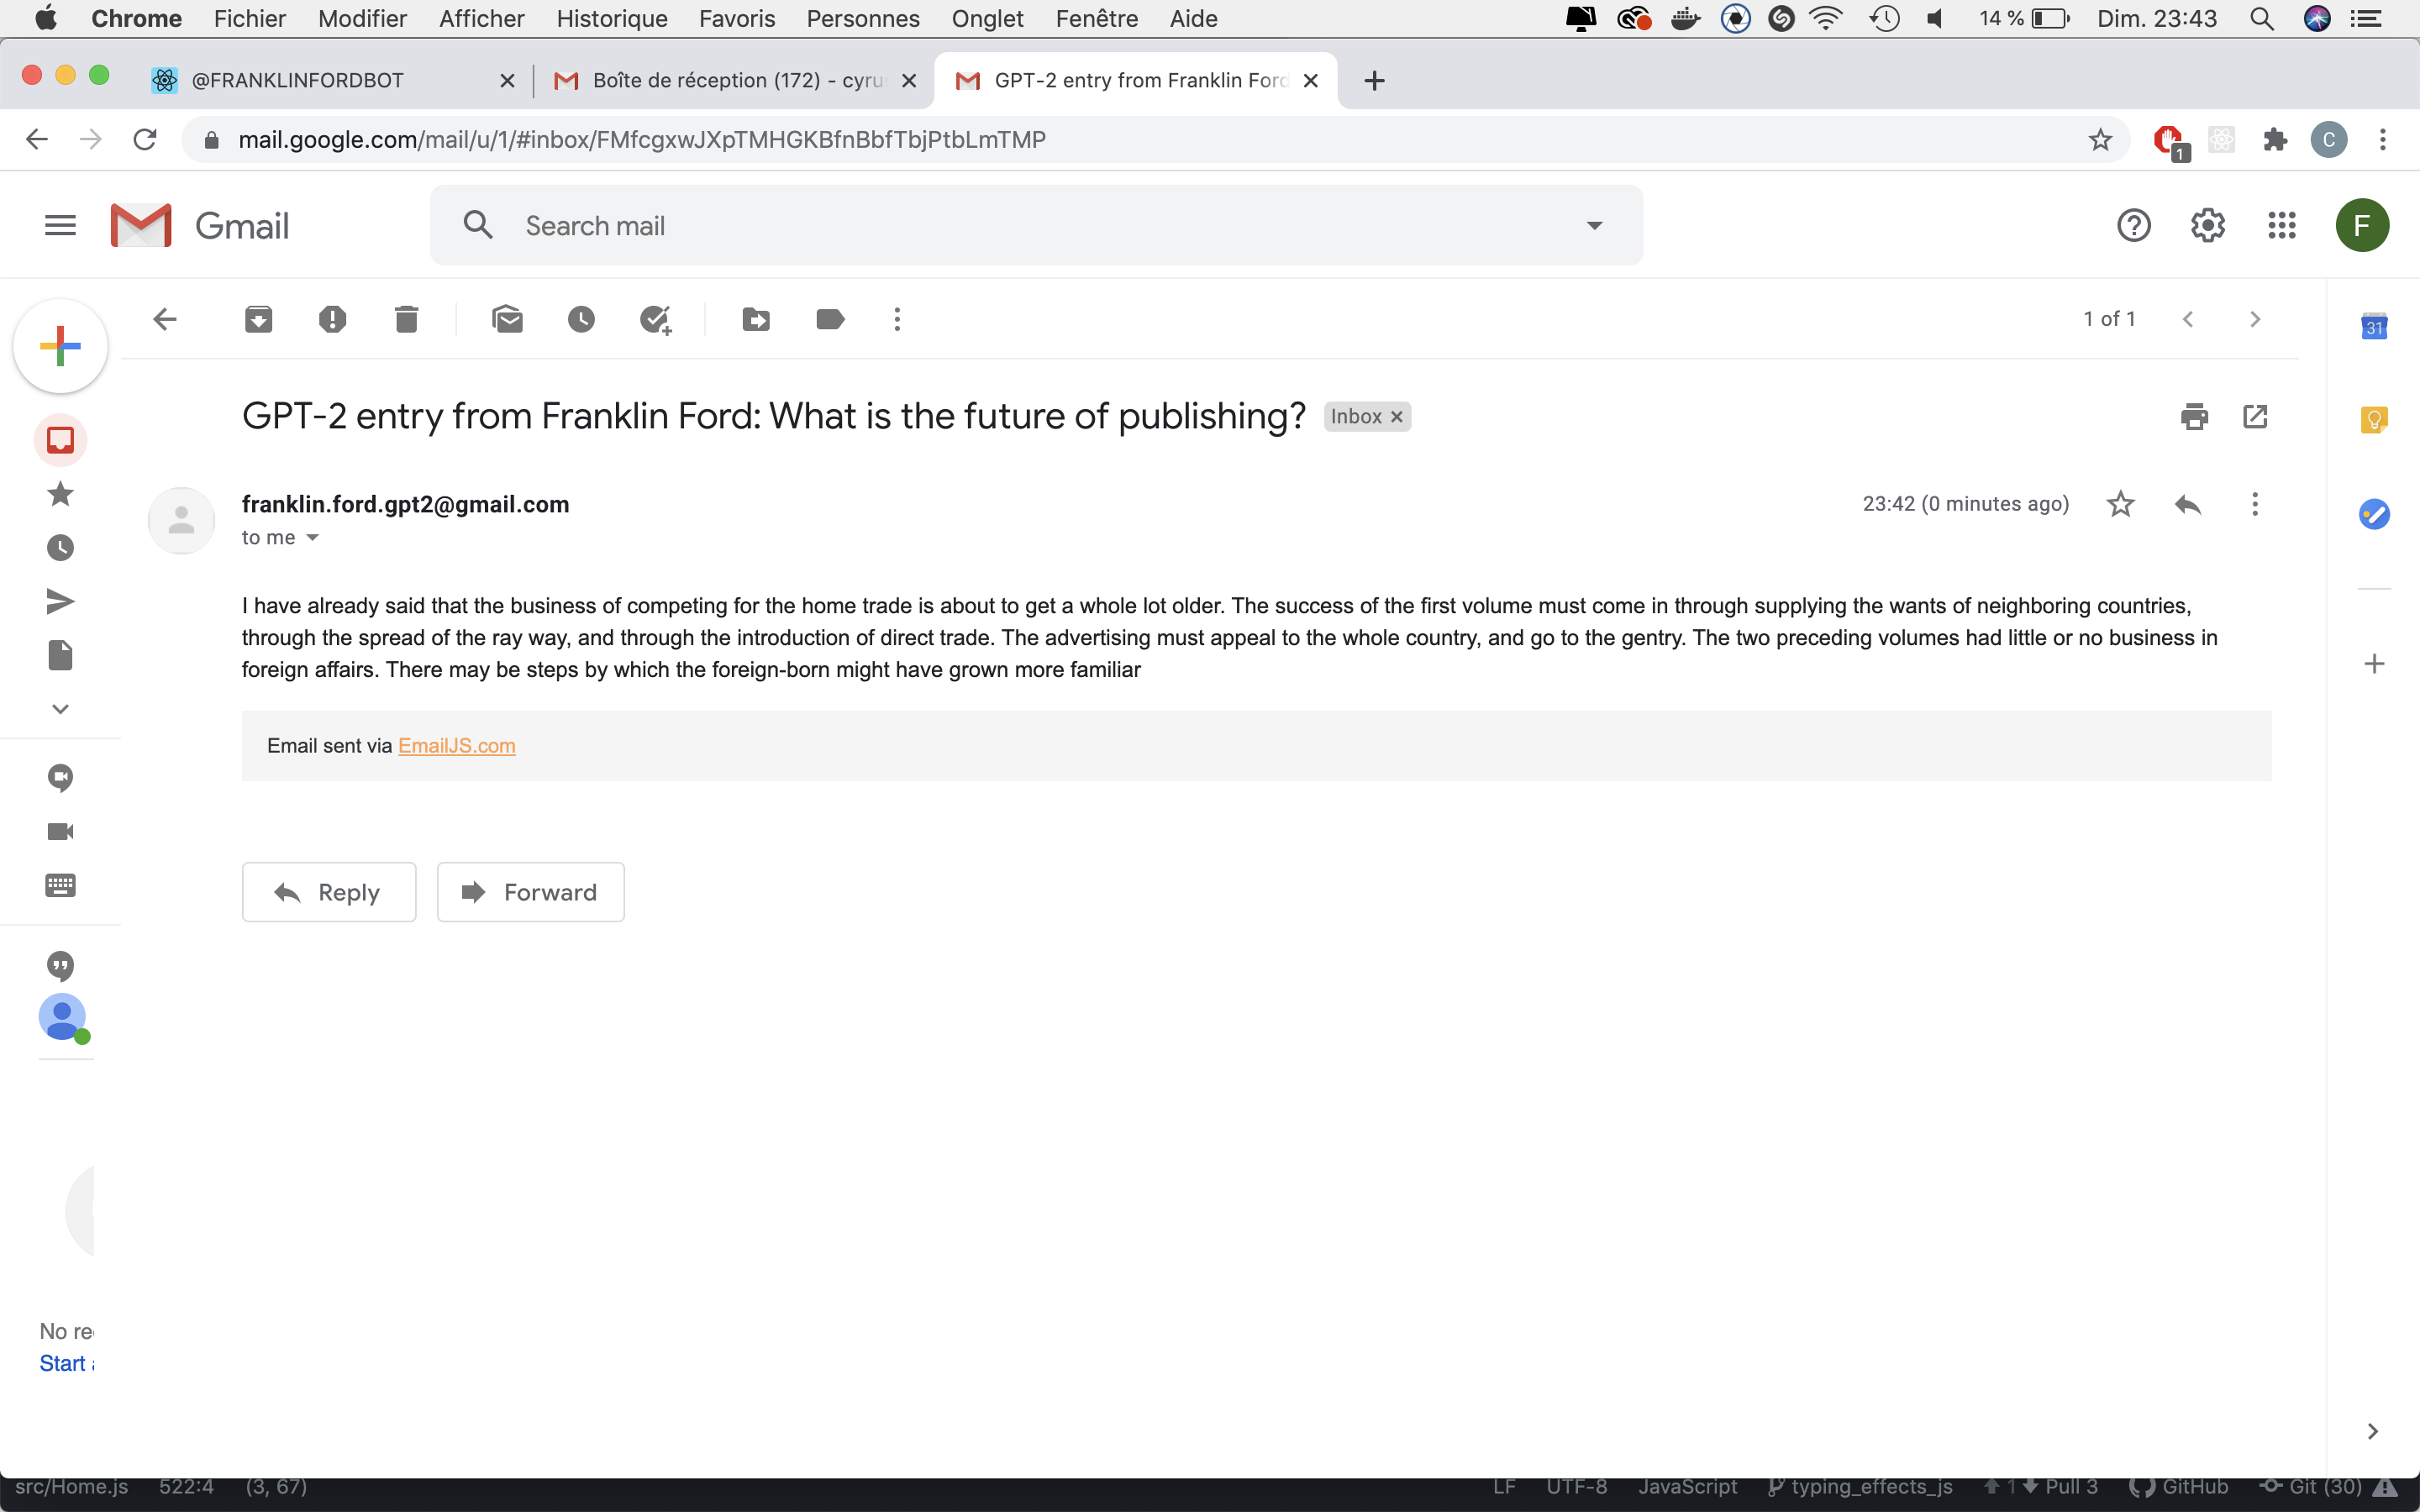 Chrome Fichier Modifier Afficher Historique Favoris Personnes Onglet Fenêtre Aide 14 % Dim. 23:43
@FRANKLINFORDBOT Boîte de réception (172) - cyru GPT-2 entry from Franklin Ford
mail.google.com/mail/u/1/#inbox/FMfcgxwJXpTMHGKBfnBbfTbjPtbLmTMP 1 C
Gmail Search mail F
1 of 1 31
GPT-2 entry from Franklin Ford: What is the future of publishing? Inbox
franklin.ford.gpt2@gmail.com 23:42 (0 minutes ago)
to me
I have already said that the business of competing for the home trade is about to get a whole lot older. The success of the first volume must come in through supplying the wants of neighboring countries,
through the spread of the ray way, and through the introduction of direct trade. The advertising must appeal to the whole country, and go to the gentry. The two preceding volumes had little or no business in
foreign affairs. There may be steps by which the foreign-born might have grown more familiar
Email sent via EmailJS.com
Reply Forward
No re
Start
src/Home.js 522:4 (3, 67) LF UTF-8 JavaScript typing_effects_js 1 Pull 3 GitHub Git (30)